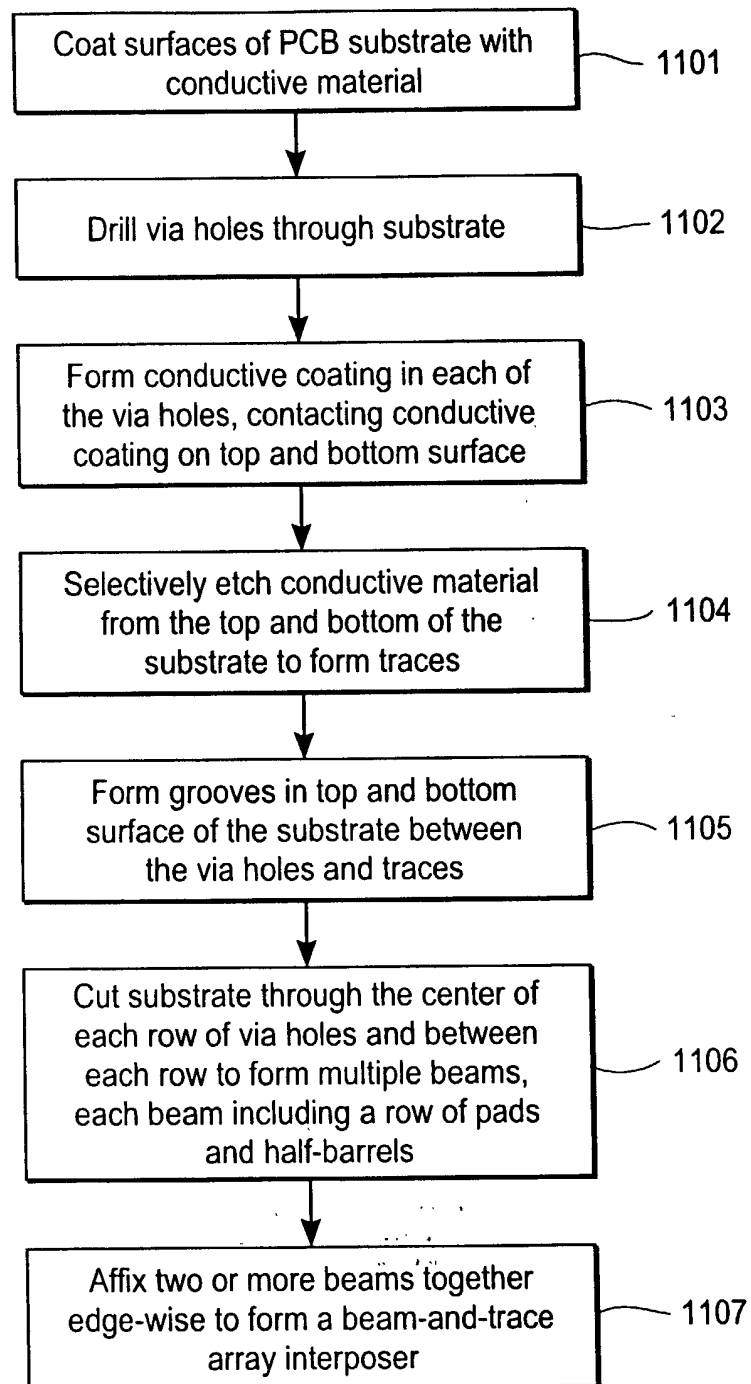 Coat surfaces of PCB substrate with
conductive material
1101
Drill via holes through substrate
1102
Form conductive coating in each of
the via holes, contacting conductive
coating on top and bottom surface
1103
Selectively etch conductive material
from the top and bottom of the
substrate to form traces
1104
Form grooves in top and bottom
surface of the substrate between
the via holes and traces
1105
Cut substrate through the center of
each row of via holes and between
each row to form multiple beams,
each beam including a row of pads
and half-barrels
1106
Affix two or more beams together
edge-wise to form a beam-and-trace
array interposer
1107